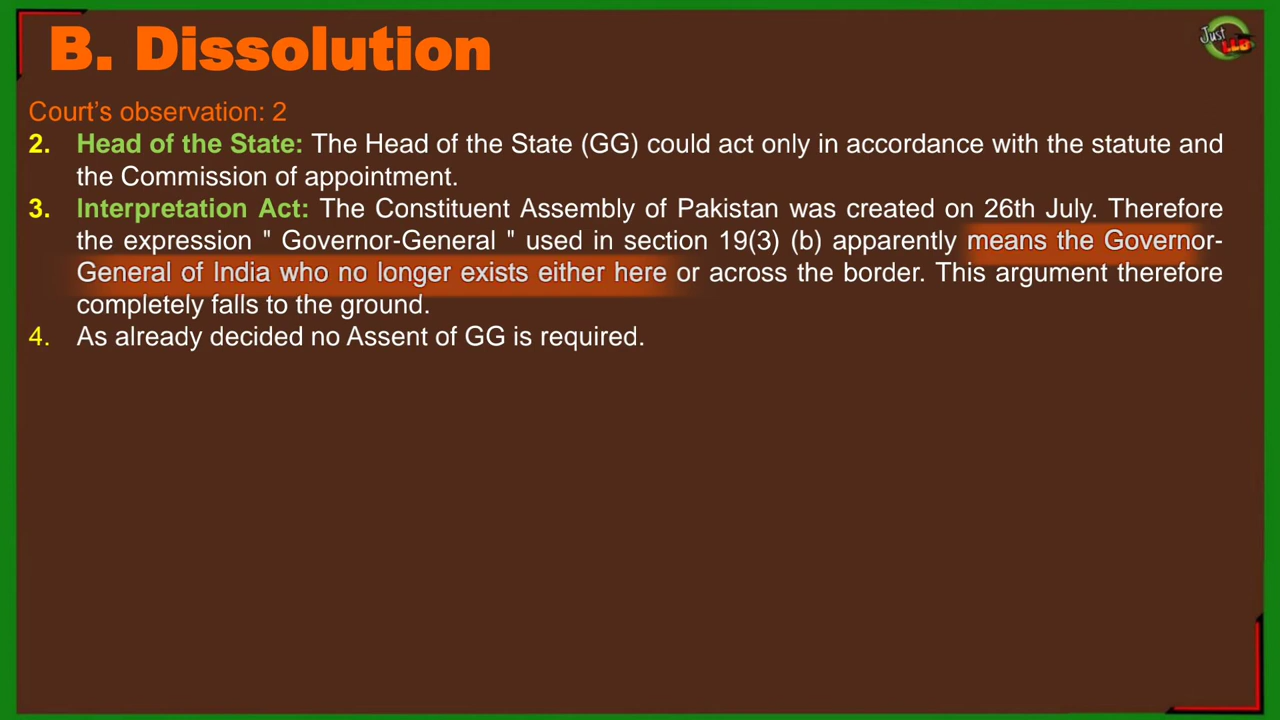 B. Dissolution
Just
LLB
Court’s observation: 2
2. Head of the State: The Head of the State (GG) could act only in accordance with the statute and
the Commission of appointment.
3. Interpretation Act: The Constituent Assembly of Pakistan was created on 26th July. Therefore
the expression " Governor-General " used in section 19(3) (b) apparently means the Governor-
General of India who no longer exists either here or across the border. This argument therefore
completely falls to the ground.
4. As already decided no Assent of GG is required.